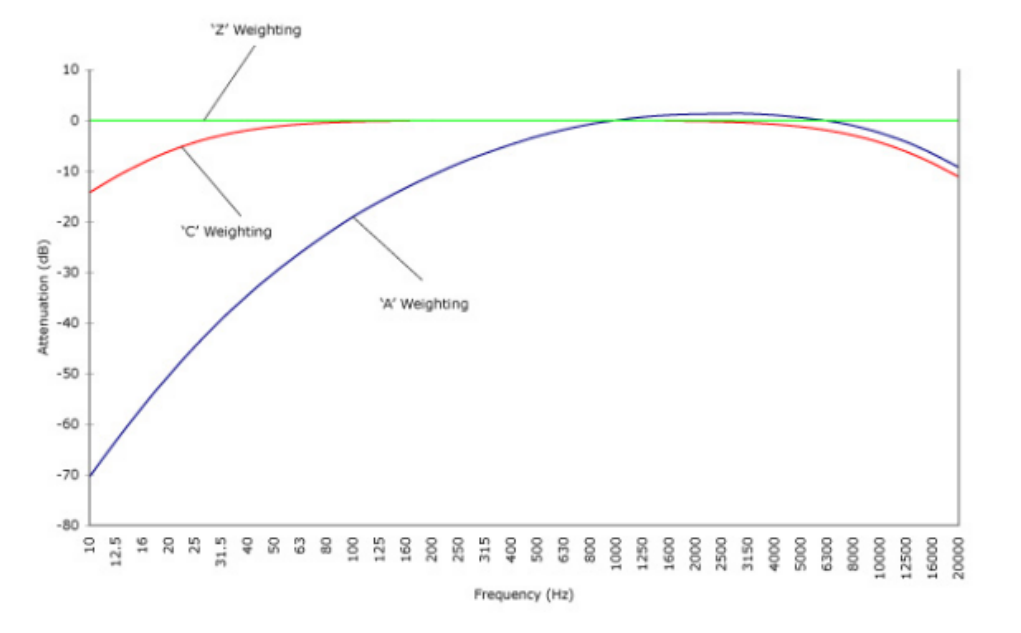 ‘Z’ Weighting
10
0
-10
-20
-30
-40
-50
-60
-70
-80
Attenuation (dB)
‘C’ Weighting
‘A’ Weighting
10 12.5 16 20 25 31.5 40 50 63 80 100 125 160 200 250 315 400 500 630 800 1000 1250 1600 2000 2500 3150 4000 5000 6300 8000 10000 12500 16000 20000
Frequency (Hz)